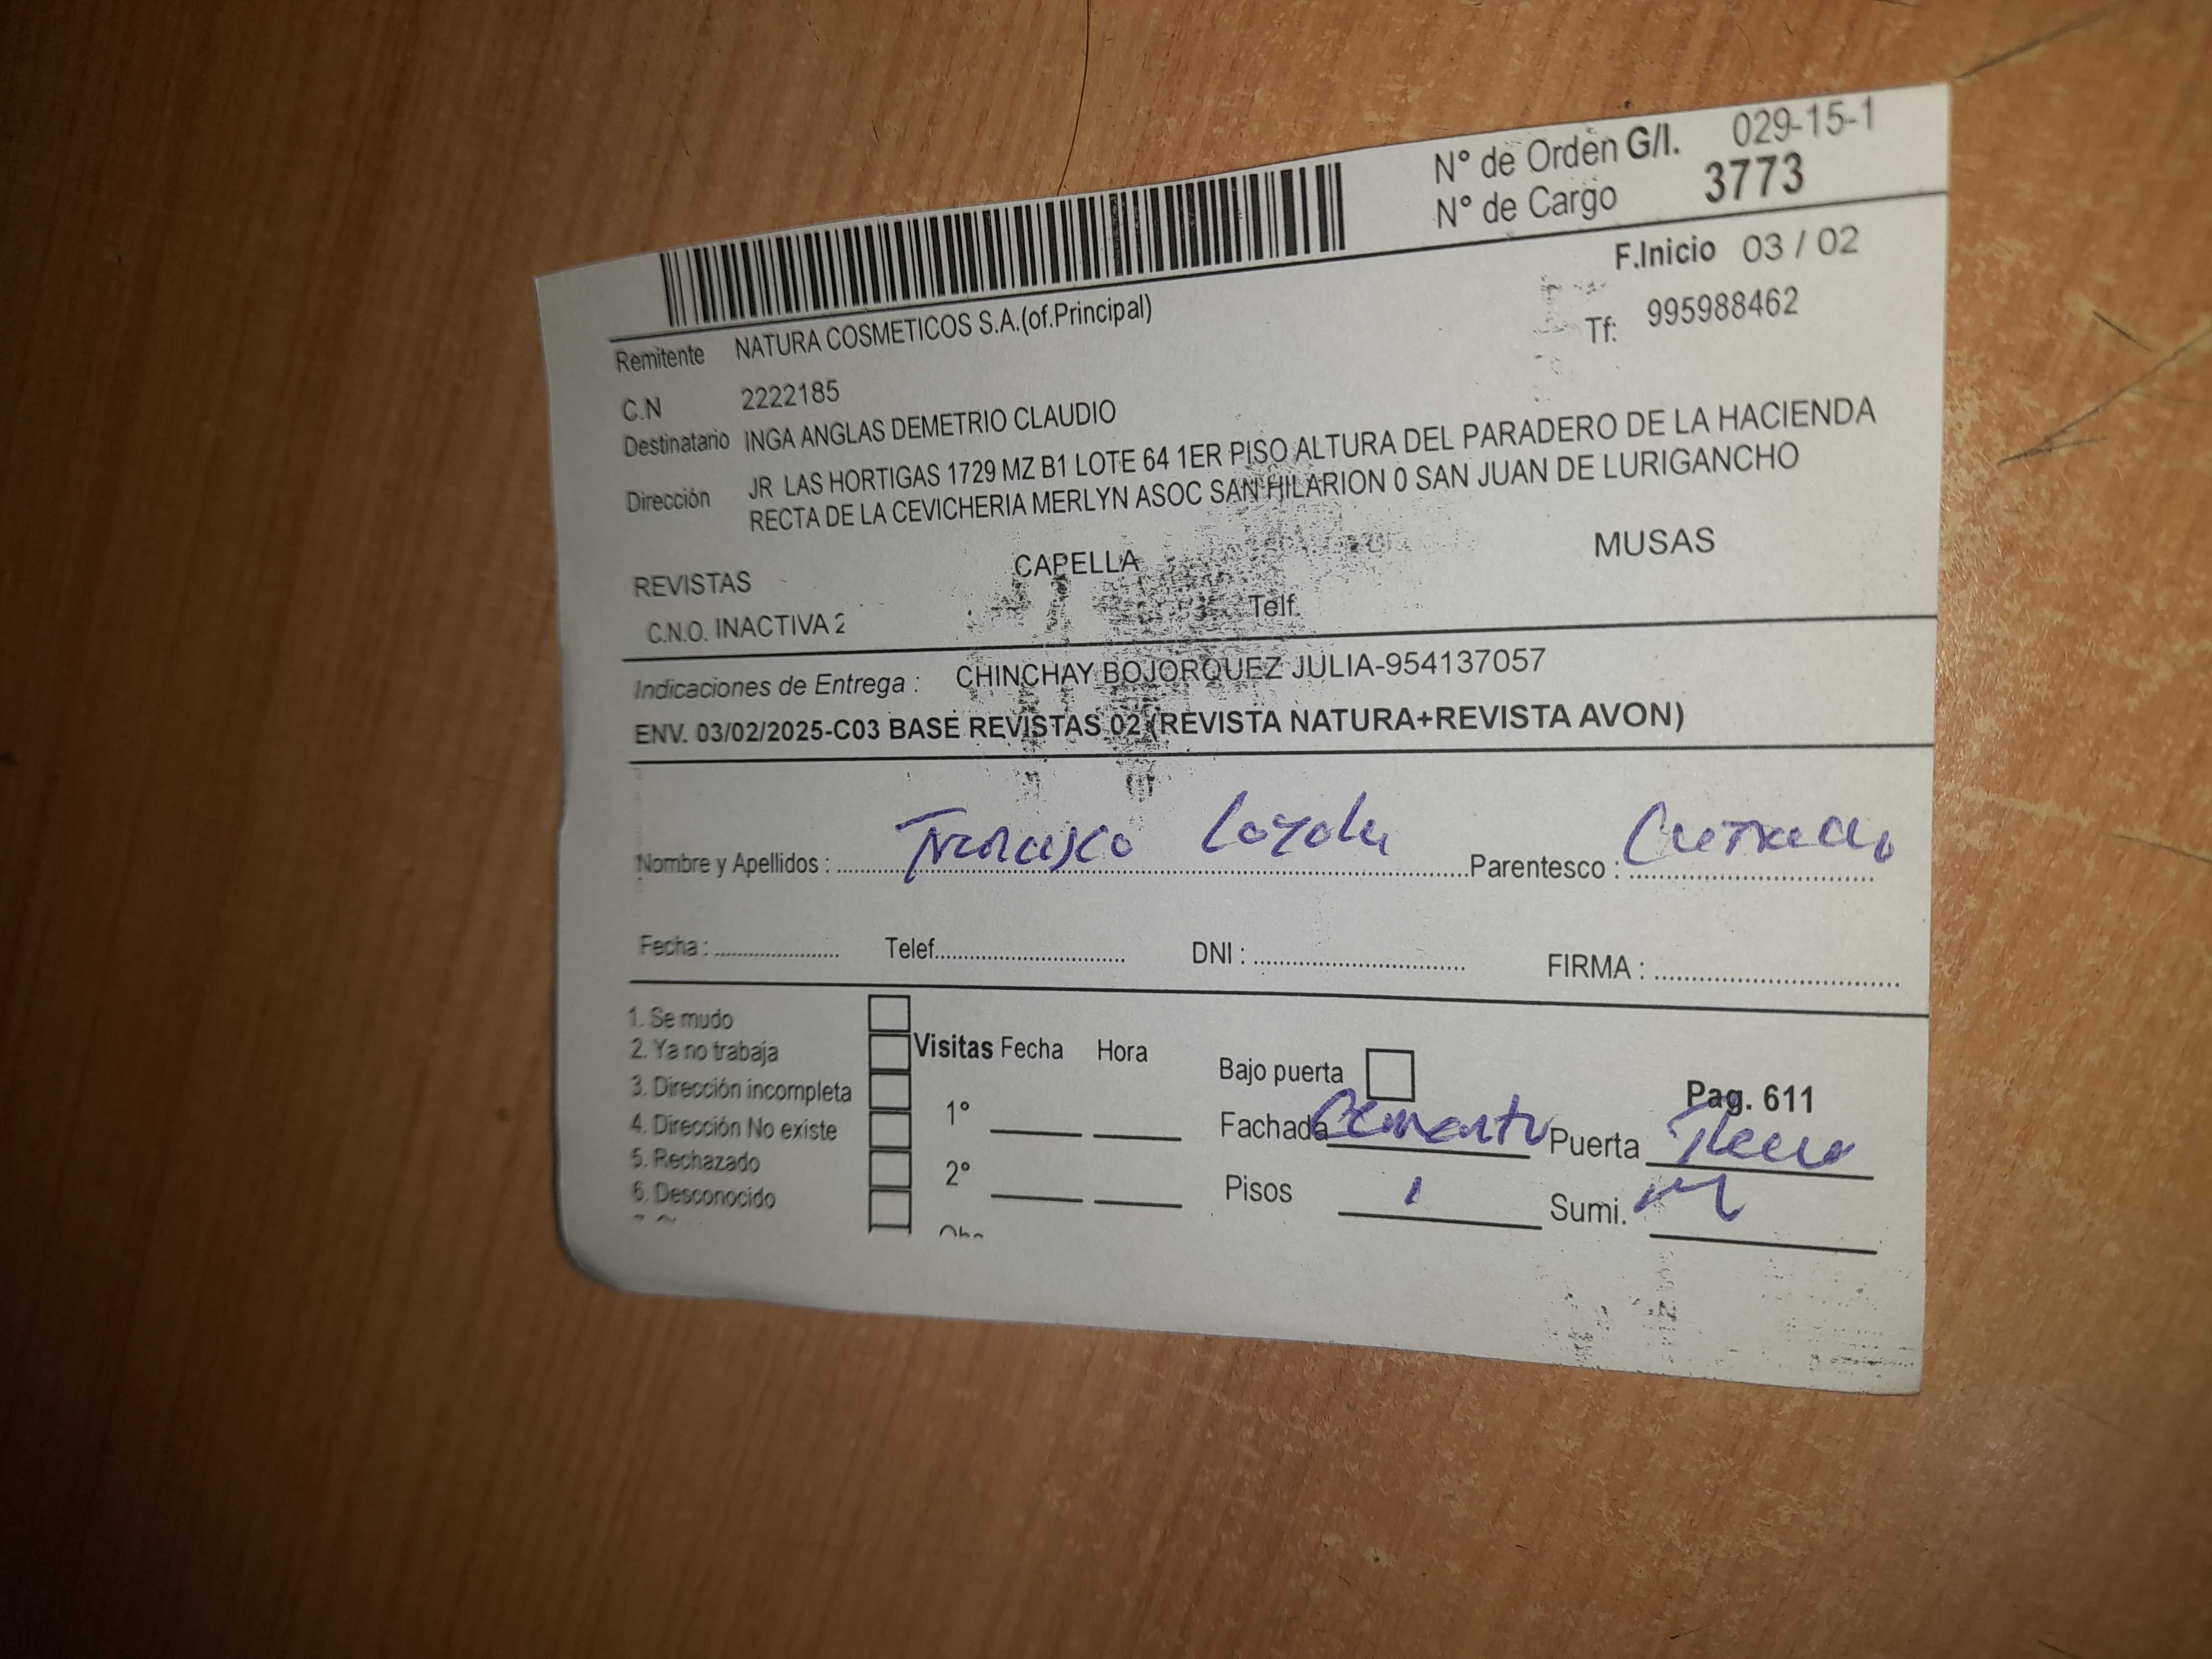 N° de Orden G/I. 029-15-1
N° de Cargo 3773
F.Inicio 03 / 02
Remitente NATURA COSMETICOS S.A.(of.Principal)
Tf: 995988462
C.N 2222185
Destinatario INGA ANGLAS DEMETRIO CLAUDIO
Dirección JR LAS HORTIGAS 1729 MZ B1 LOTE 64 1ER PISO ALTURA DEL PARADERO DE LA HACIENDA
RECTA DE LA CEVICHERIA MERLYN ASOC SAN HILARION 0 SAN JUAN DE LURIGANCHO
REVISTAS CAPELLA MUSAS
C.N.O. INACTIVA 2 Telf.
Indicaciones de Entrega : CHINCHAY BOJORQUEZ JULIA-954137057
ENV. 03/02/2025-C03 BASE REVISTAS 02 (REVISTA NATURA+REVISTA AVON)
Nombre y Apellidos : Francisco Loyola Parentesco :
Fecha : Telef. DNI : FIRMA :
1. Se mudo
2. Ya no trabaja Visitas Fecha Hora Bajo puerta
3. Dirección incompleta Pag. 611
4. Dirección No existe 1° Fachada Cemento Puerta
5. Rechazado
6. Desconocido 2° Pisos 1 Sumi.